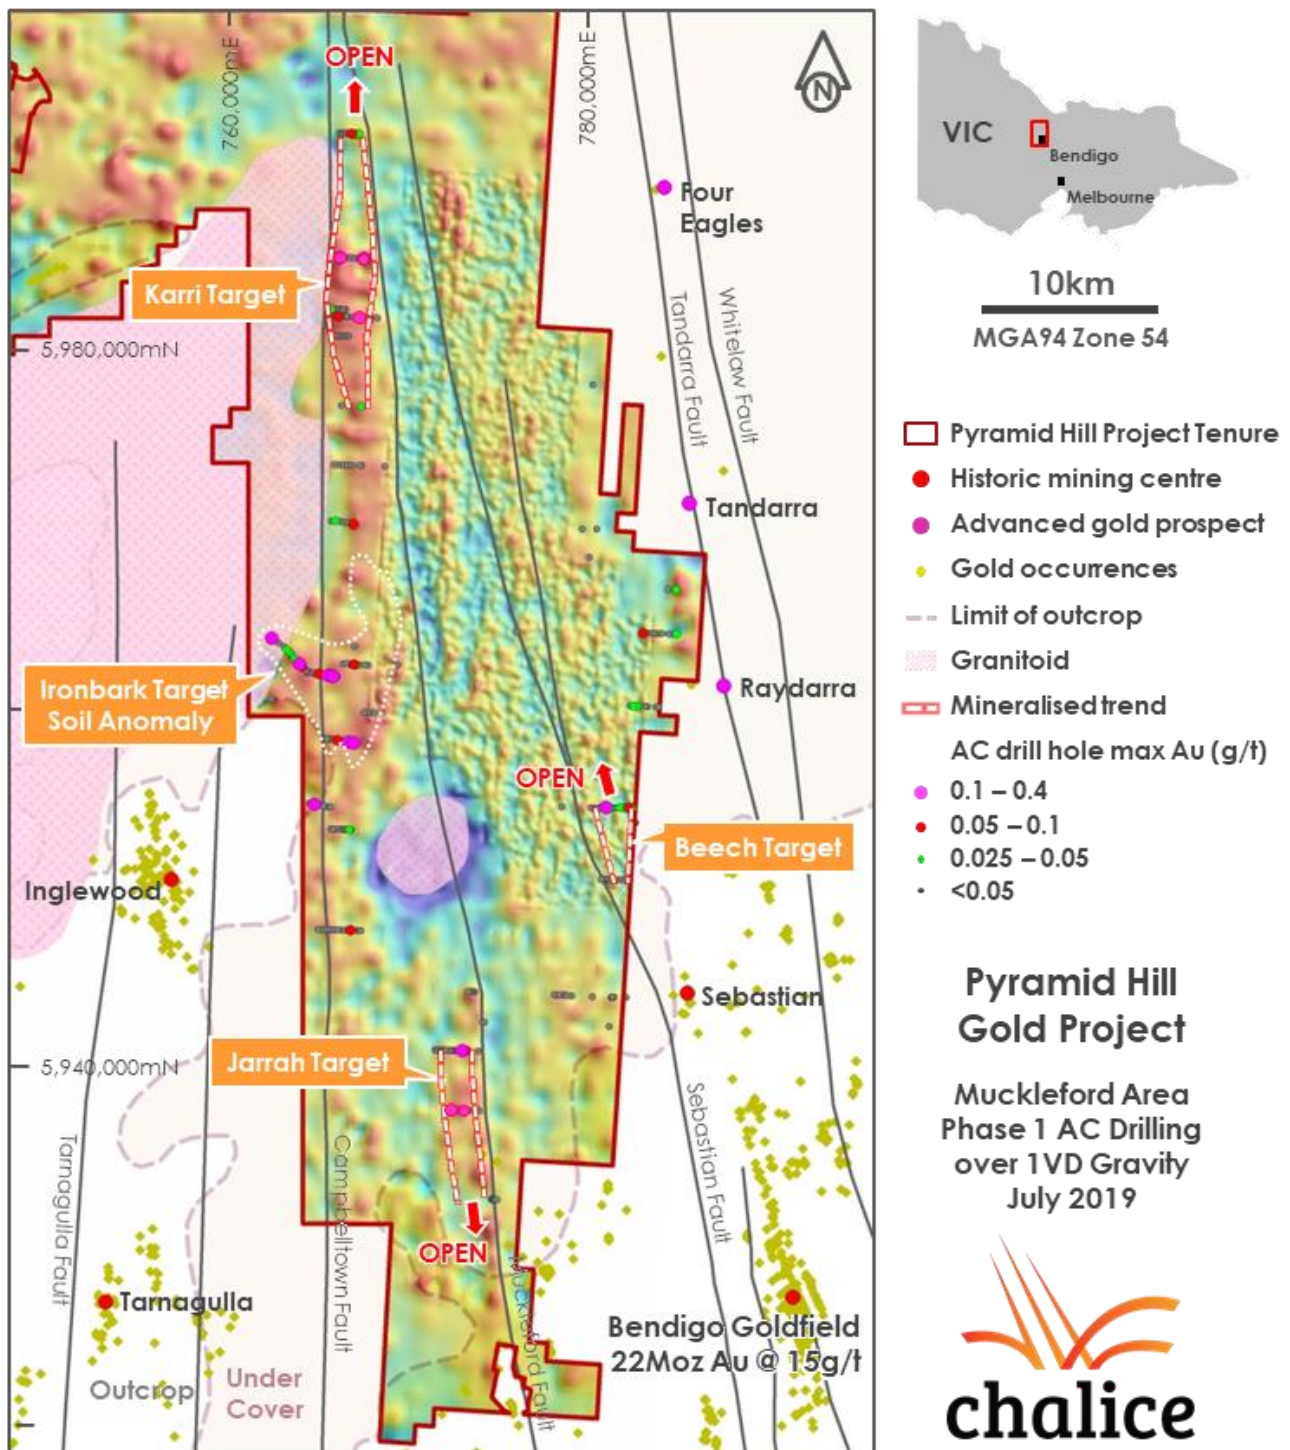 760,000mE
780,000mE
OPEN
N
Four
Eagles
Karri Target
Tandarra Fault
Whitelaw Fault
5,980,000mN
Tandarra
Ironbark Target
Soil Anomaly
Raydarra
OPEN
Beech Target
Inglewood
Sebastian
Jarrah Target
5,940,000mN
Sebastian Fault
Tarnagulla Fault
Campbelltown Fault
OPEN
Muckleford Fault
Tarnagulla
Bendigo Goldfield
22Moz Au @ 15g/t
Outcrop
Under
Cover
VIC
Bendigo
Melbourne
10km
MGA94 Zone 54
Pyramid Hill Project Tenure
Historic mining centre
Advanced gold prospect
Gold occurrences
Limit of outcrop
Granitoid
Mineralised trend
AC drill hole max Au (g/t)
0.1 – 0.4
0.05 – 0.1
0.025 – 0.05
<0.05
Pyramid Hill
Gold Project
Muckleford Area
Phase 1 AC Drilling
over 1VD Gravity
July 2019
chalice